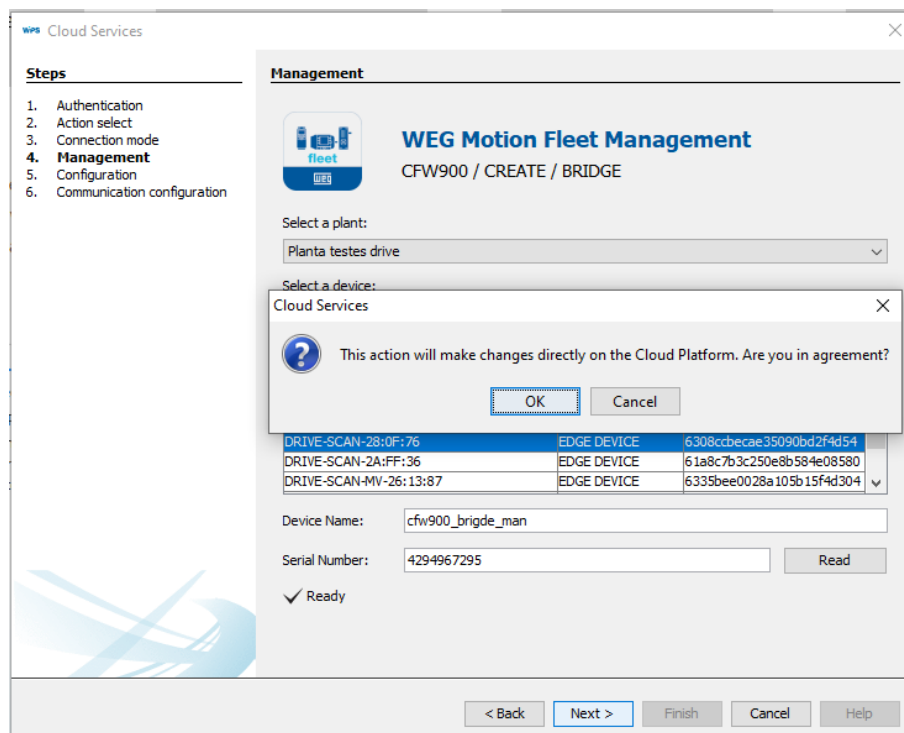 WPS Cloud Services
Steps
1. Authentication
2. Action select
3. Connection mode
4. Management
5. Configuration
6. Communication configuration
Management
fleet
WEG
WEG Motion Fleet Management
CFW900 / CREATE / BRIDGE
Select a plant:
Planta testes drive
Select a device:
Cloud Services
This action will make changes directly on the Cloud Platform. Are you in agreement?
OK Cancel
DRIVE-SCAN-28:0F:76 EDGE DEVICE 6308ccbecae35090bd2f4d54
DRIVE-SCAN-2A:FF:36 EDGE DEVICE 61a8c7b3c250e8b584e08580
DRIVE-SCAN-MV-26:13:87 EDGE DEVICE 6335bee0028a105b15f4d304
Device Name: cfw900_brigde_man
Serial Number: 4294967295 Read
Ready
< Back Next > Finish Cancel Help